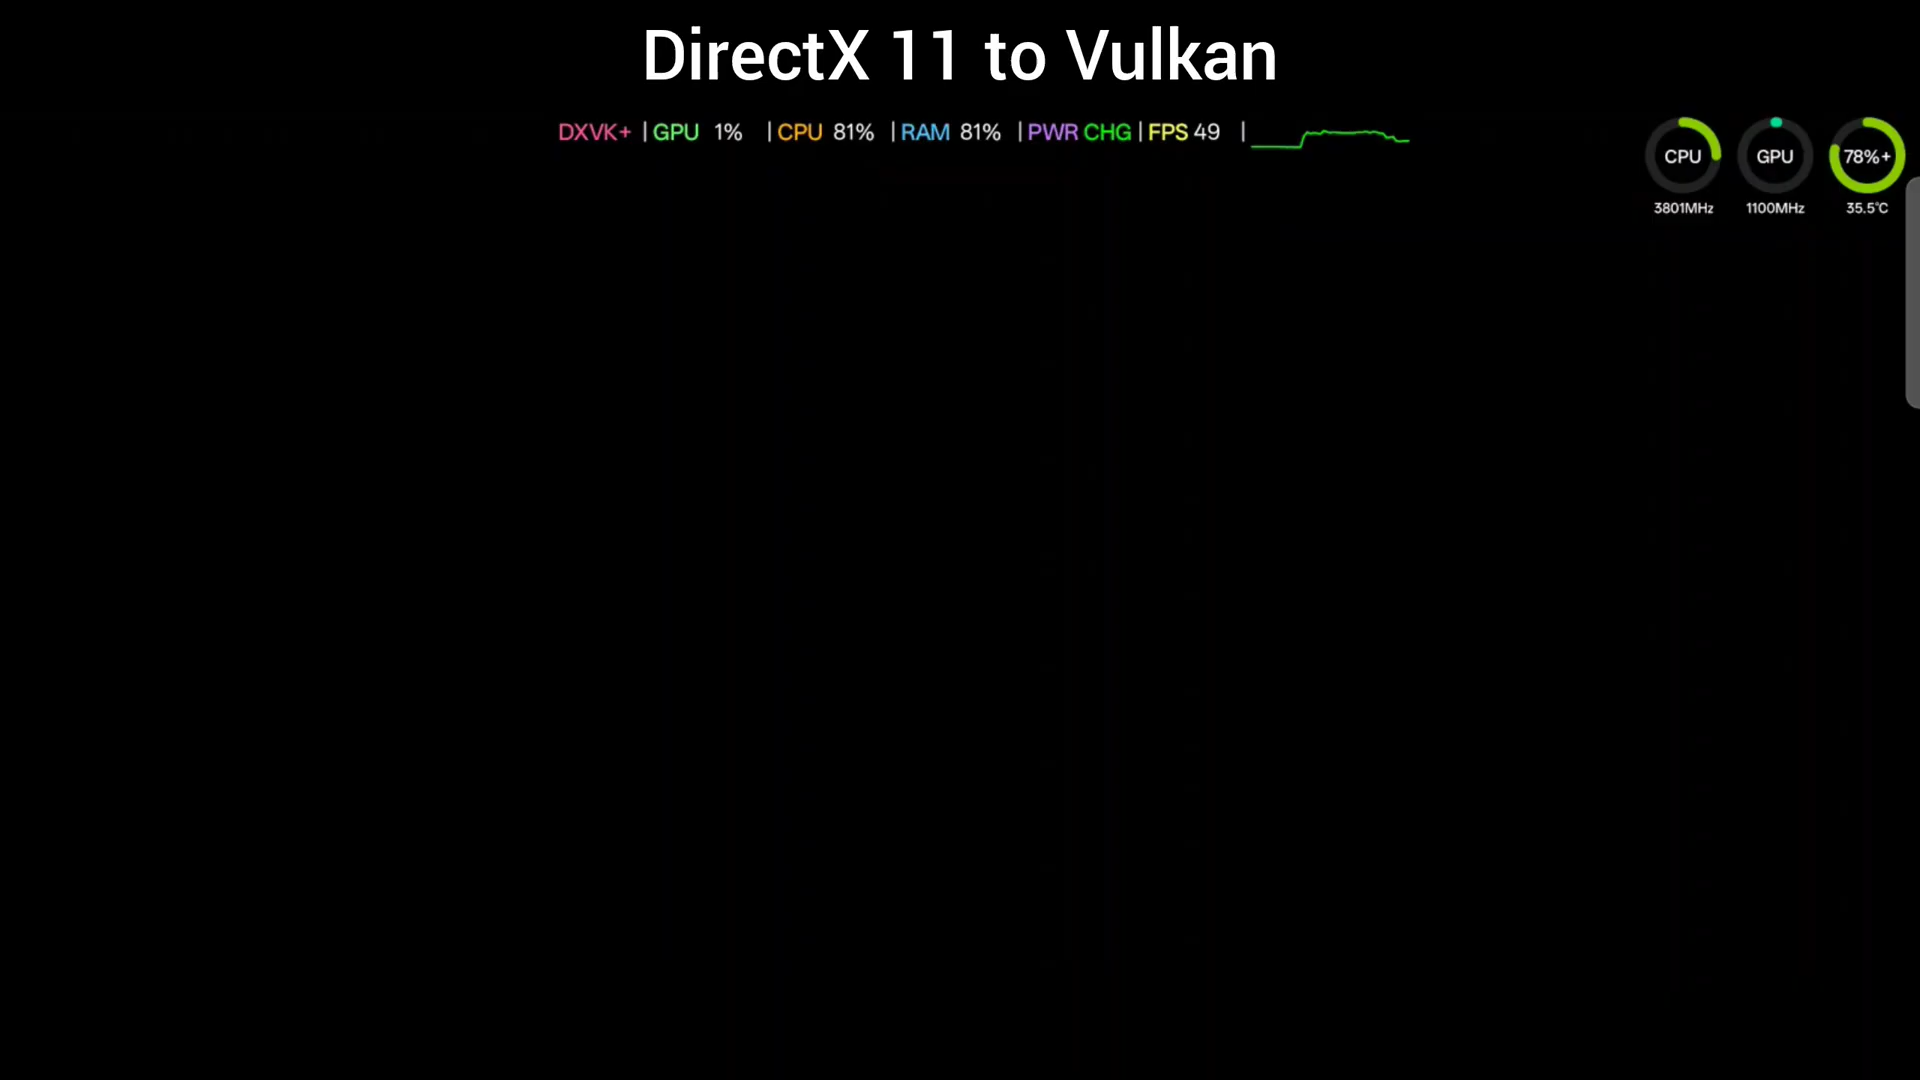 DirectX 11 to Vulkan
DXVK+ | GPU 1% | CPU 81% | RAM 81% | PWR CHG | FPS 49 |
CPU GPU 78%+
3801MHz 1100MHz 35.5°C